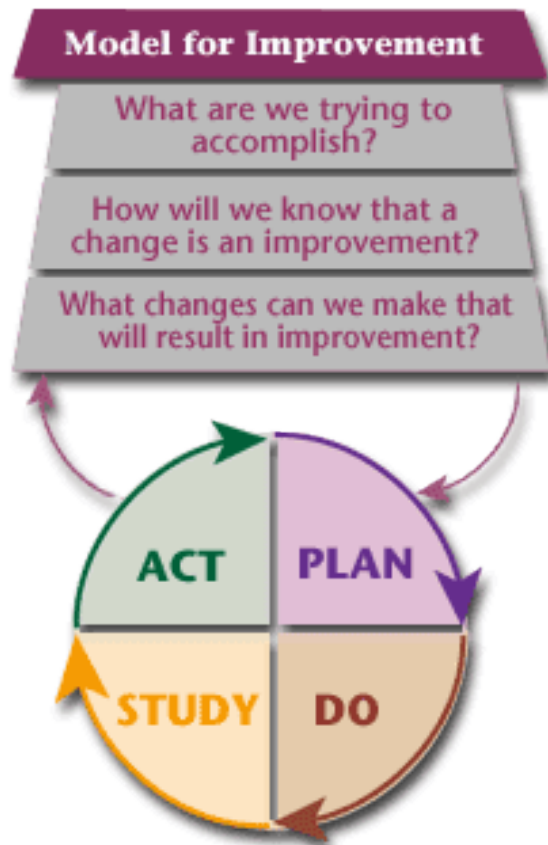 Model for Improvement
What are we trying to
accomplish?
How will we know that a
change is an improvement?
What changes can we make that
will result in improvement?
ACT
PLAN
STUDY
DO